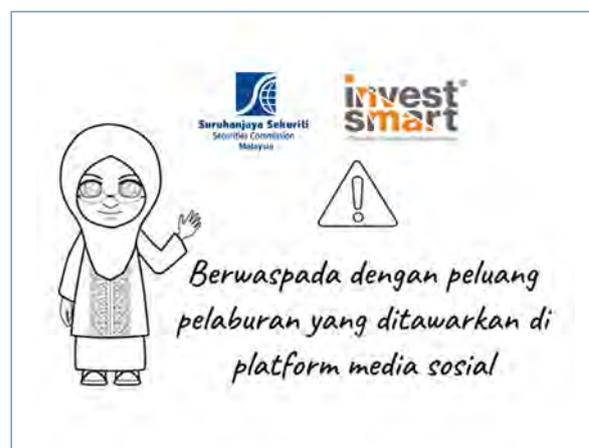 Suruhanjaya Sekuriti
Securities Commission
Malaysia
invest
smart
Berwaspada dengan peluang
pelaburan yang ditawarkan di
platform media sosial